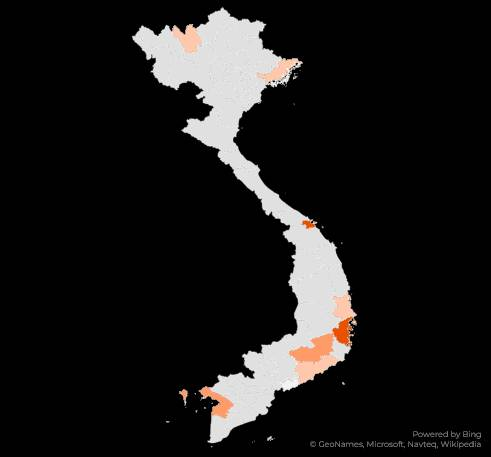 Powered by Bing
© GeoNames, Microsoft, Navteq, Wikipedia